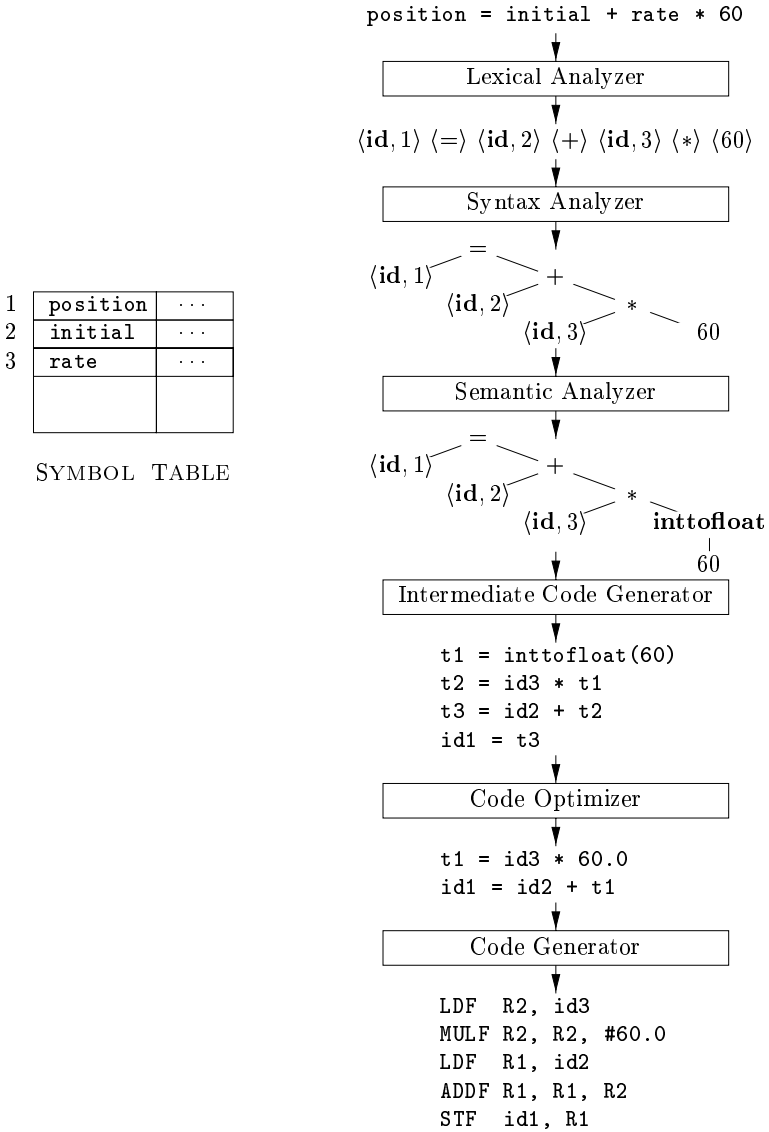 position = initial + rate * 60
Lexical Analyzer
⟨id, 1⟩ ⟨=⟩ ⟨id, 2⟩ ⟨+⟩ ⟨id, 3⟩ ⟨*⟩ ⟨60⟩
Syntax Analyzer
=
⟨id, 1⟩ +
⟨id, 2⟩ *
⟨id, 3⟩ 60
1 position ...
2 initial ...
3 rate ...
SYMBOL TABLE
Semantic Analyzer
=
⟨id, 1⟩ +
⟨id, 2⟩ *
⟨id, 3⟩ inttofloat
60
Intermediate Code Generator
t1 = inttofloat(60)
t2 = id3 * t1
t3 = id2 + t2
id1 = t3
Code Optimizer
t1 = id3 * 60.0
id1 = id2 + t1
Code Generator
LDF R2, id3
MULF R2, R2, #60.0
LDF R1, id2
ADDF R1, R1, R2
STF id1, R1